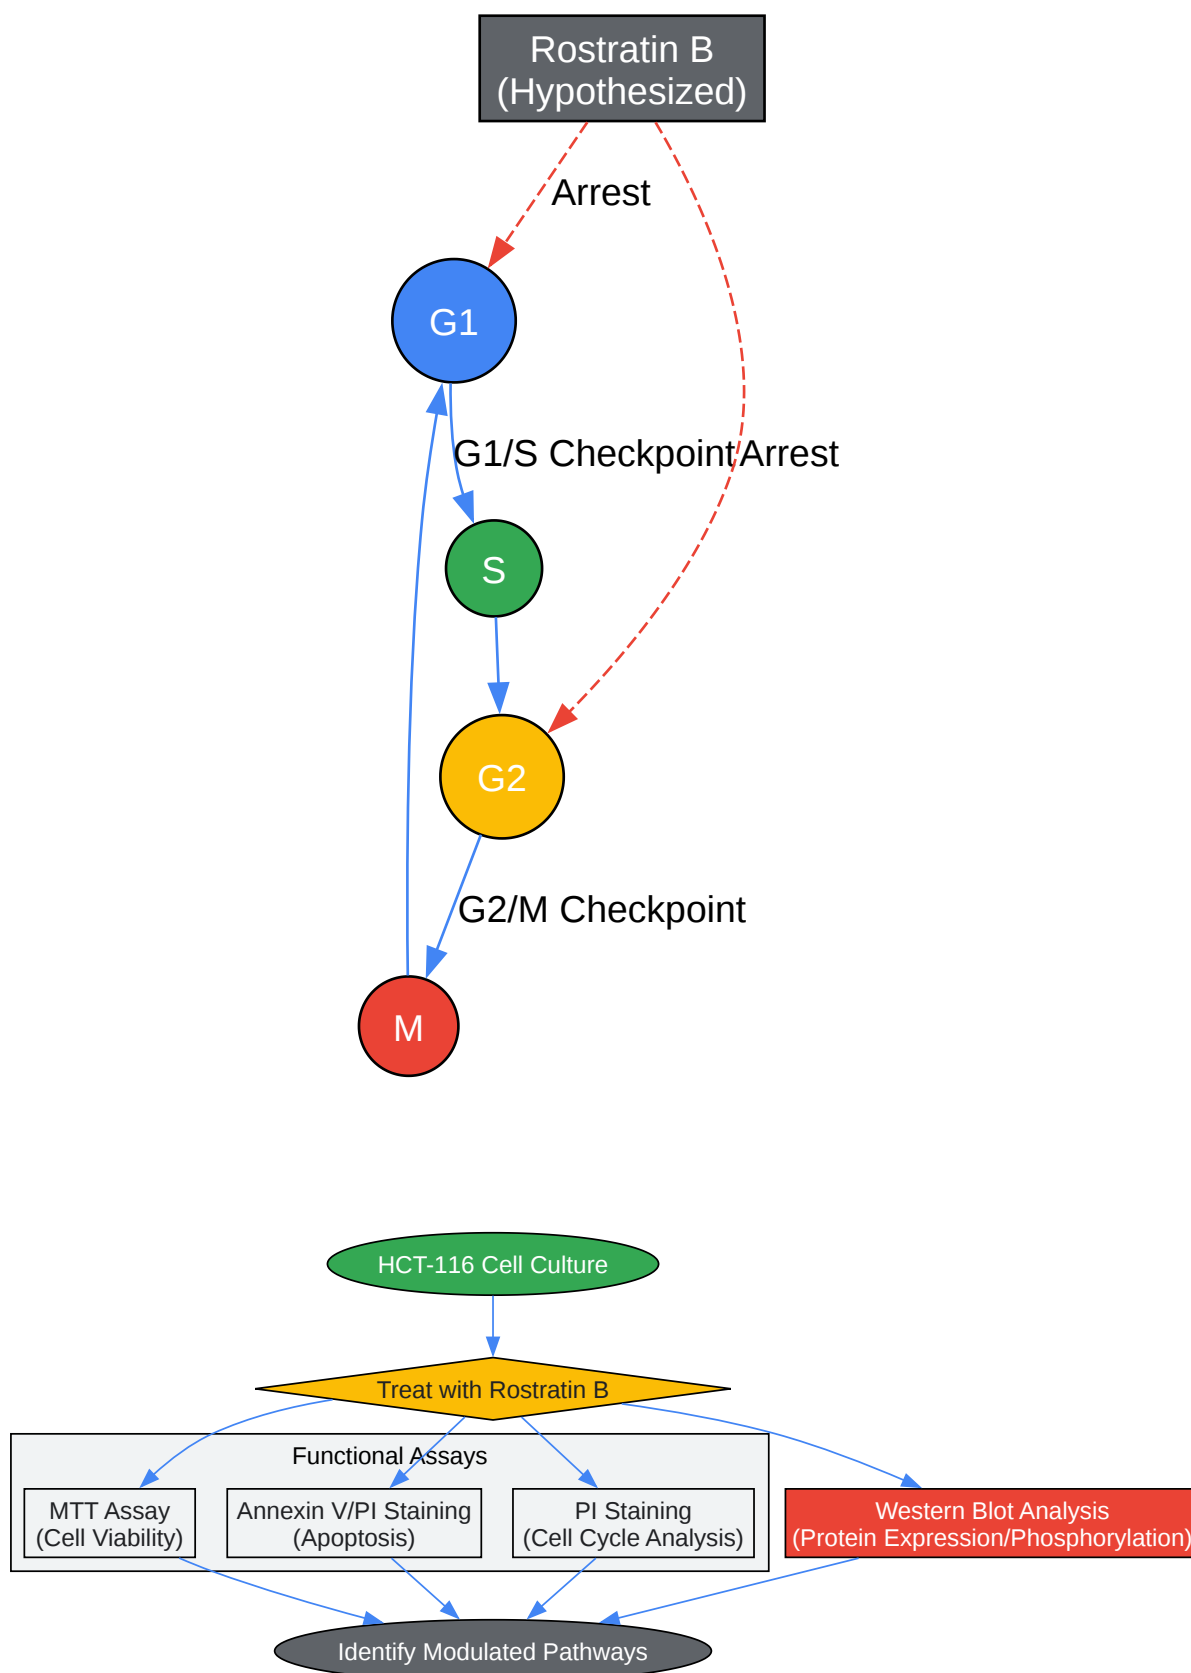 Rostratin B
(Hypothesized)
Arrest
G1
G1/S Checkpoint
Arrest
S
G2
G2/M Checkpoint
M
HCT-116 Cell Culture
Treat with Rostratin B
Functional Assays
MTT Assay
(Cell Viability)
Annexin V/PI Staining
(Apoptosis)
PI Staining
(Cell Cycle Analysis)
Western Blot Analysis
(Protein Expression/Phosphorylation)
Identify Modulated Pathways